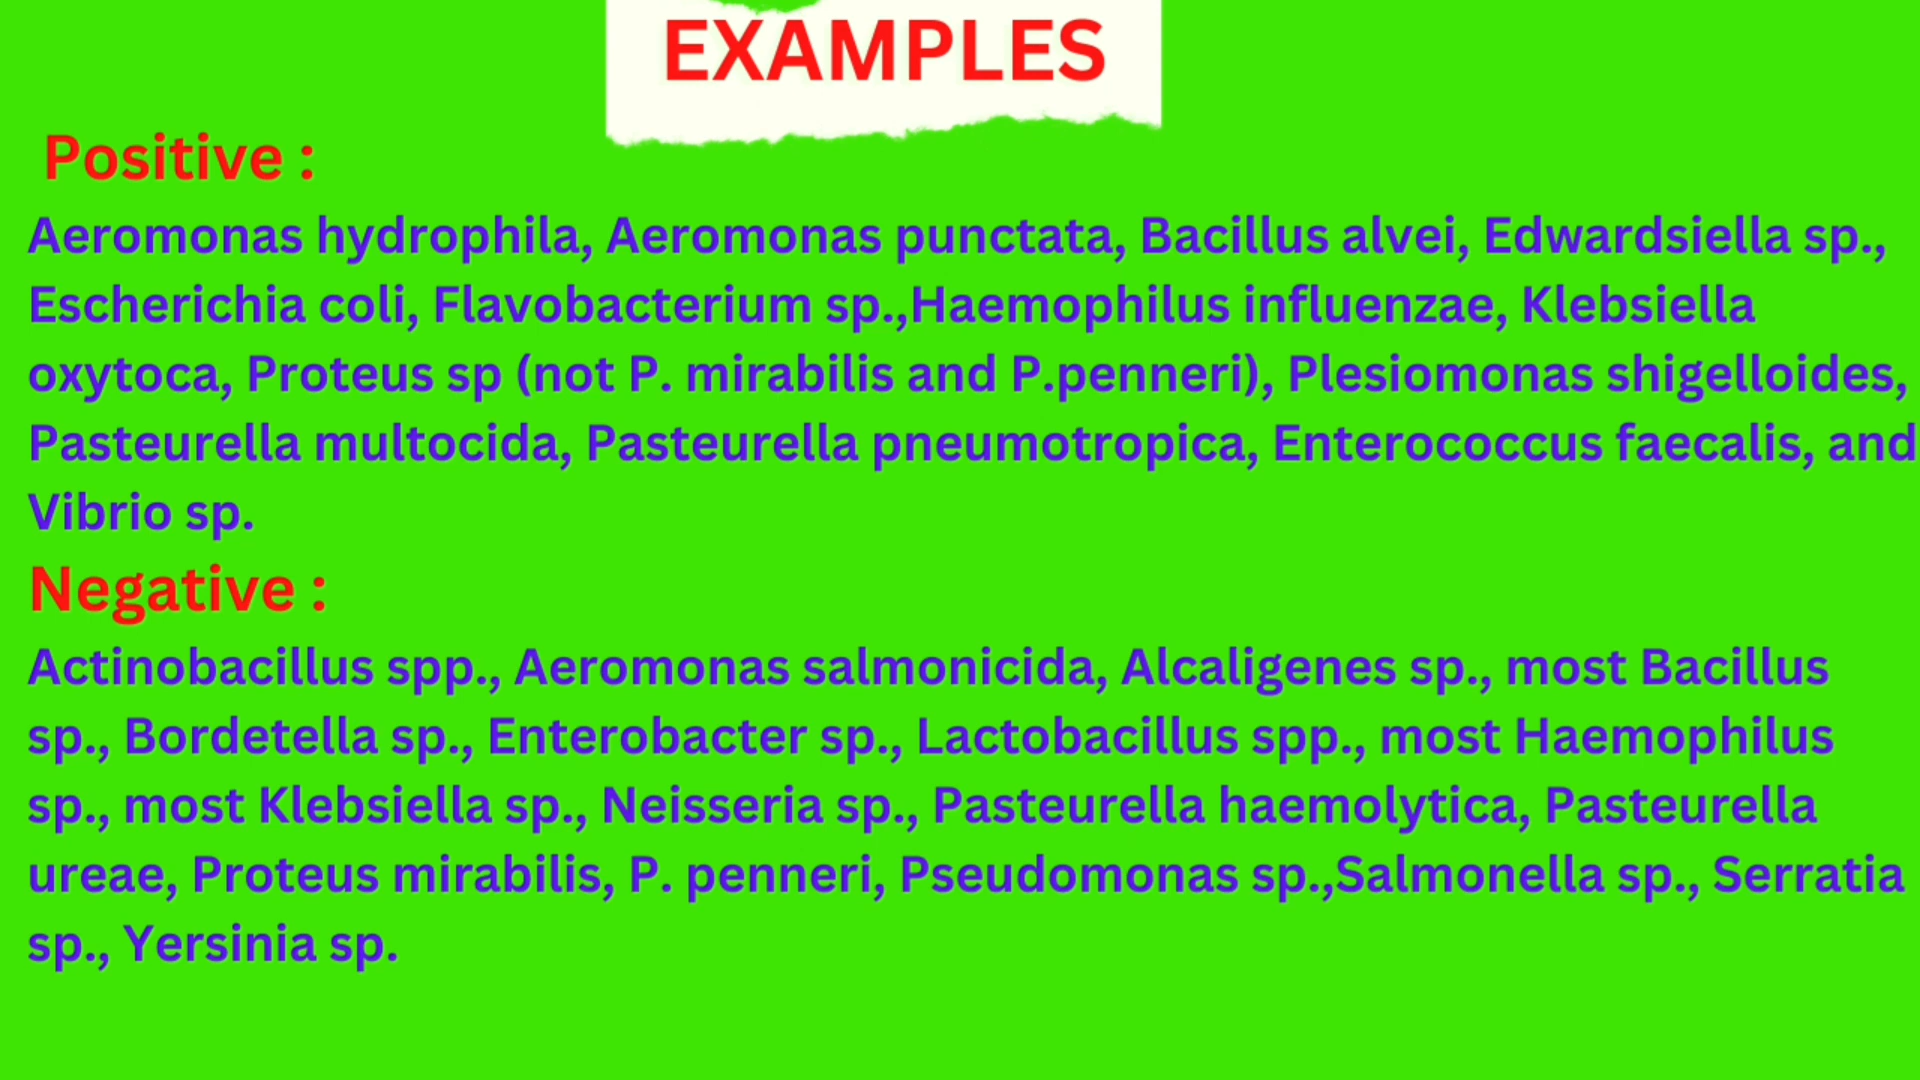 EXAMPLES
Positive :
Aeromonas hydrophila, Aeromonas punctata, Bacillus alvei, Edwardsiella sp.,
Escherichia coli, Flavobacterium sp.,Haemophilus influenzae, Klebsiella
oxytoca, Proteus sp (not P. mirabilis and P.penneri), Plesiomonas shigelloides,
Pasteurella multocida, Pasteurella pneumotropica, Enterococcus faecalis, and
Vibrio sp.
Negative :
Actinobacillus spp., Aeromonas salmonicida, Alcaligenes sp., most Bacillus
sp., Bordetella sp., Enterobacter sp., Lactobacillus spp., most Haemophilus
sp., most Klebsiella sp., Neisseria sp., Pasteurella haemolytica, Pasteurella
ureae, Proteus mirabilis, P. penneri, Pseudomonas sp.,Salmonella sp., Serratia
sp., Yersinia sp.